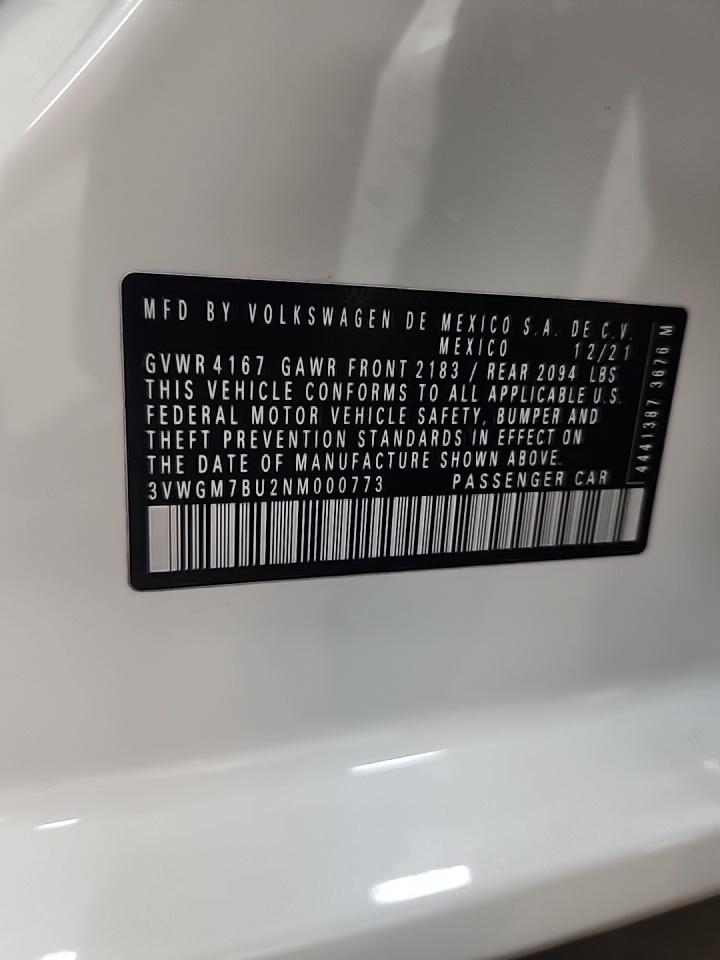 MFD BY VOLKSWAGEN DE MEXICO S.A. DE C.V.
MEXICO 12/21
GVWR 4167 GAWR FRONT 2183 / REAR 2094 LBS
THIS VEHICLE CONFORMS TO ALL APPLICABLE U.S.
FEDERAL MOTOR VEHICLE SAFETY, BUMPER AND
THEFT PREVENTION STANDARDS IN EFFECT ON
THE DATE OF MANUFACTURE SHOWN ABOVE.
3VWGM7BU2NM000773 PASSENGER CAR
4441387 3676 M